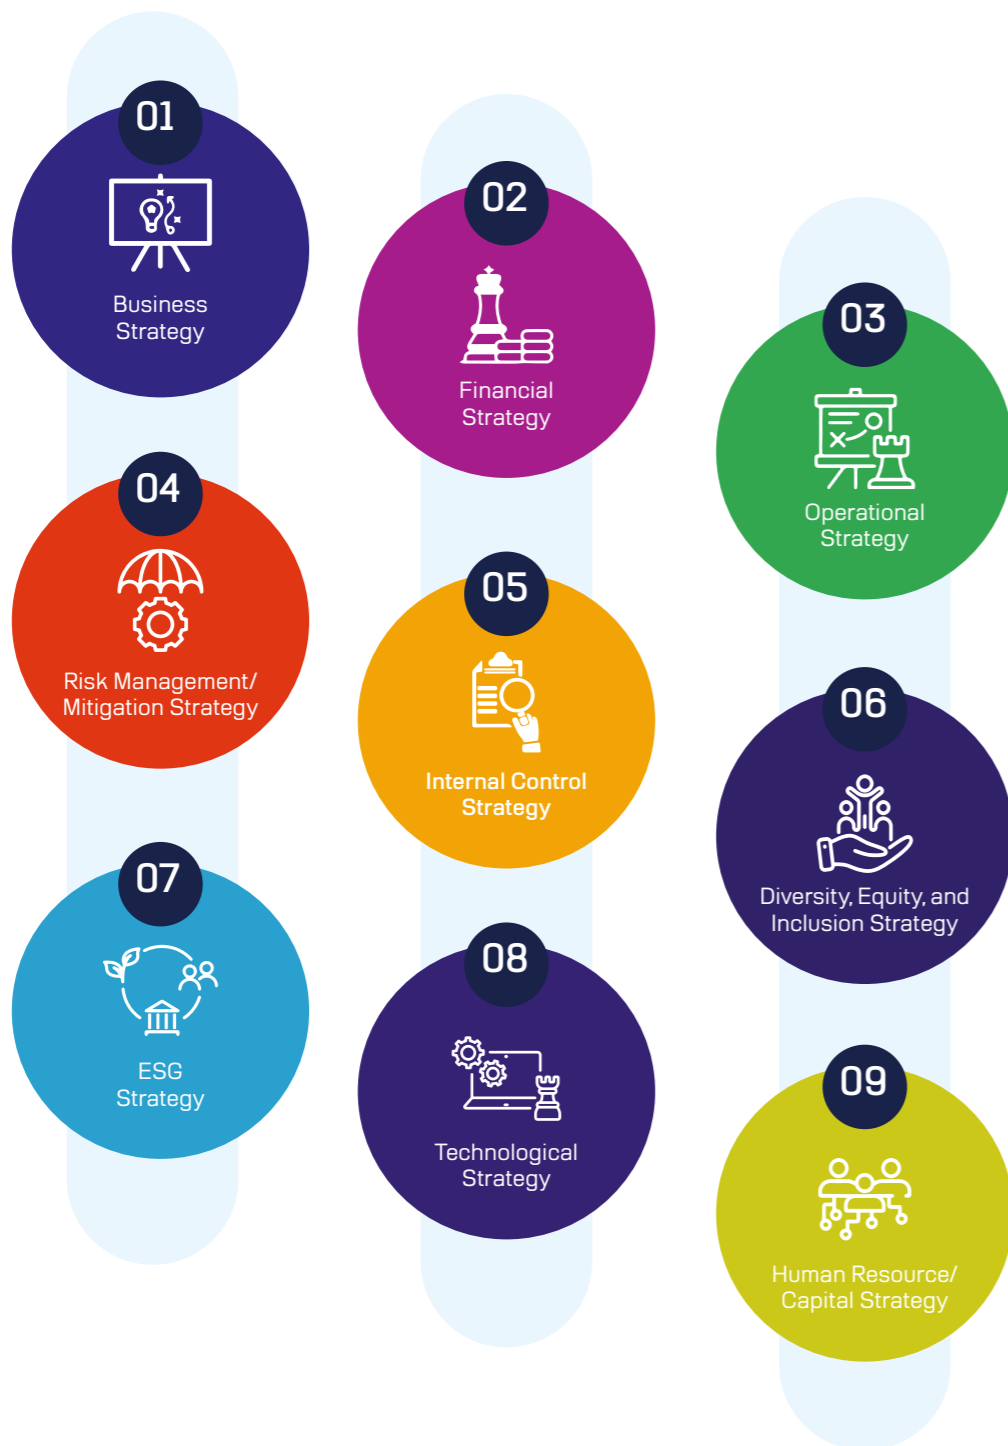 01
Business
Strategy
02
Financial
Strategy
03
Operational
Strategy
04
Risk Management/
Mitigation Strategy
05
Internal Control
Strategy
06
Diversity, Equity, and
Inclusion Strategy
07
ESG
Strategy
08
Technological
Strategy
09
Human Resource/
Capital Strategy